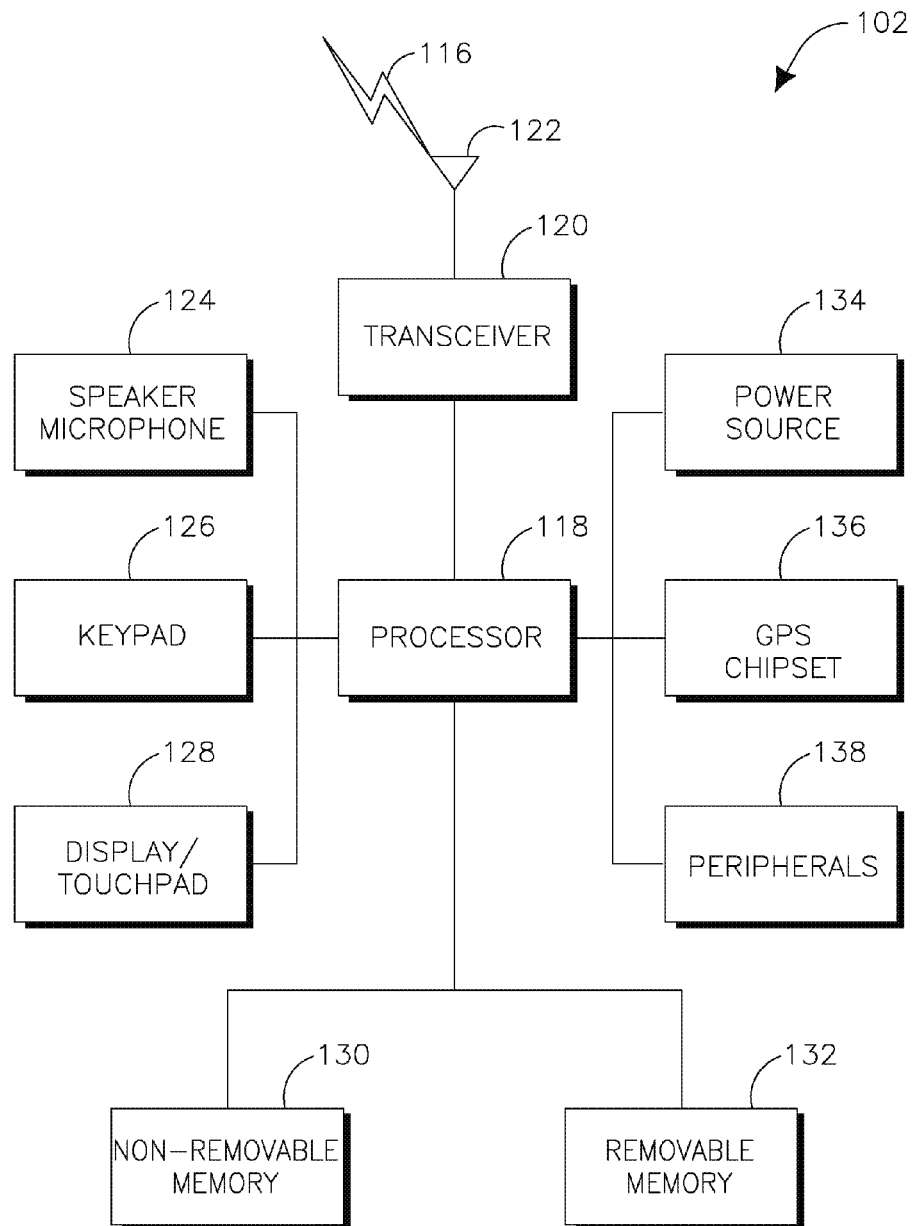 102
116
122
120
TRANSCEIVER
124
SPEAKER
MICROPHONE
134
POWER
SOURCE
126
KEYPAD
118
PROCESSOR
136
GPS
CHIPSET
128
DISPLAY/
TOUCHPAD
138
PERIPHERALS
130
NON-REMOVABLE
MEMORY
132
REMOVABLE
MEMORY